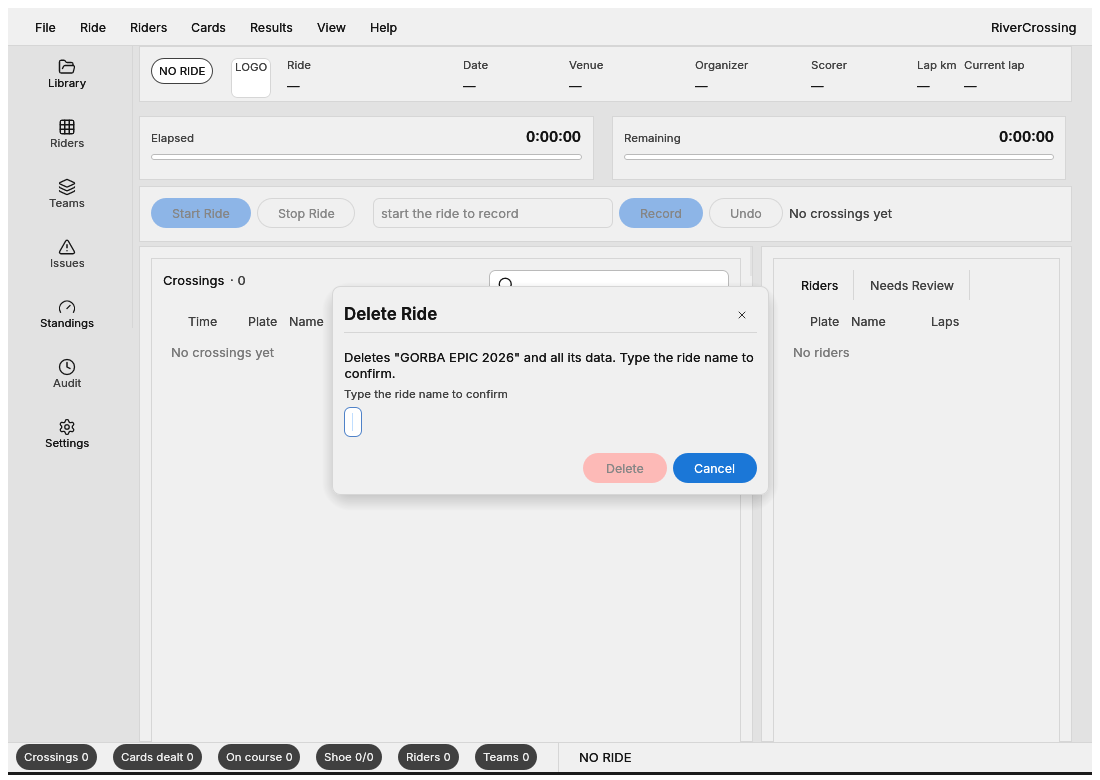 File Ride Riders Cards Results View Help RiverCrossing
Library
Riders
Teams
Issues
Standings
Audit
Settings
NO RIDE LOGO Ride Date Venue Organizer Scorer Lap km Current lap
— — — — — — —
Elapsed 0:00:00 Remaining 0:00:00
Start Ride Stop Ride start the ride to record Record Undo No crossings yet
Crossings · 0 Riders Needs Review
Time Plate Name Plate Name Laps
No crossings yet No riders
Delete Ride
Deletes "GORBA EPIC 2026" and all its data. Type the ride name to
confirm.
Type the ride name to confirm
Delete Cancel
Crossings 0 Cards dealt 0 On course 0 Shoe 0/0 Riders 0 Teams 0 NO RIDE